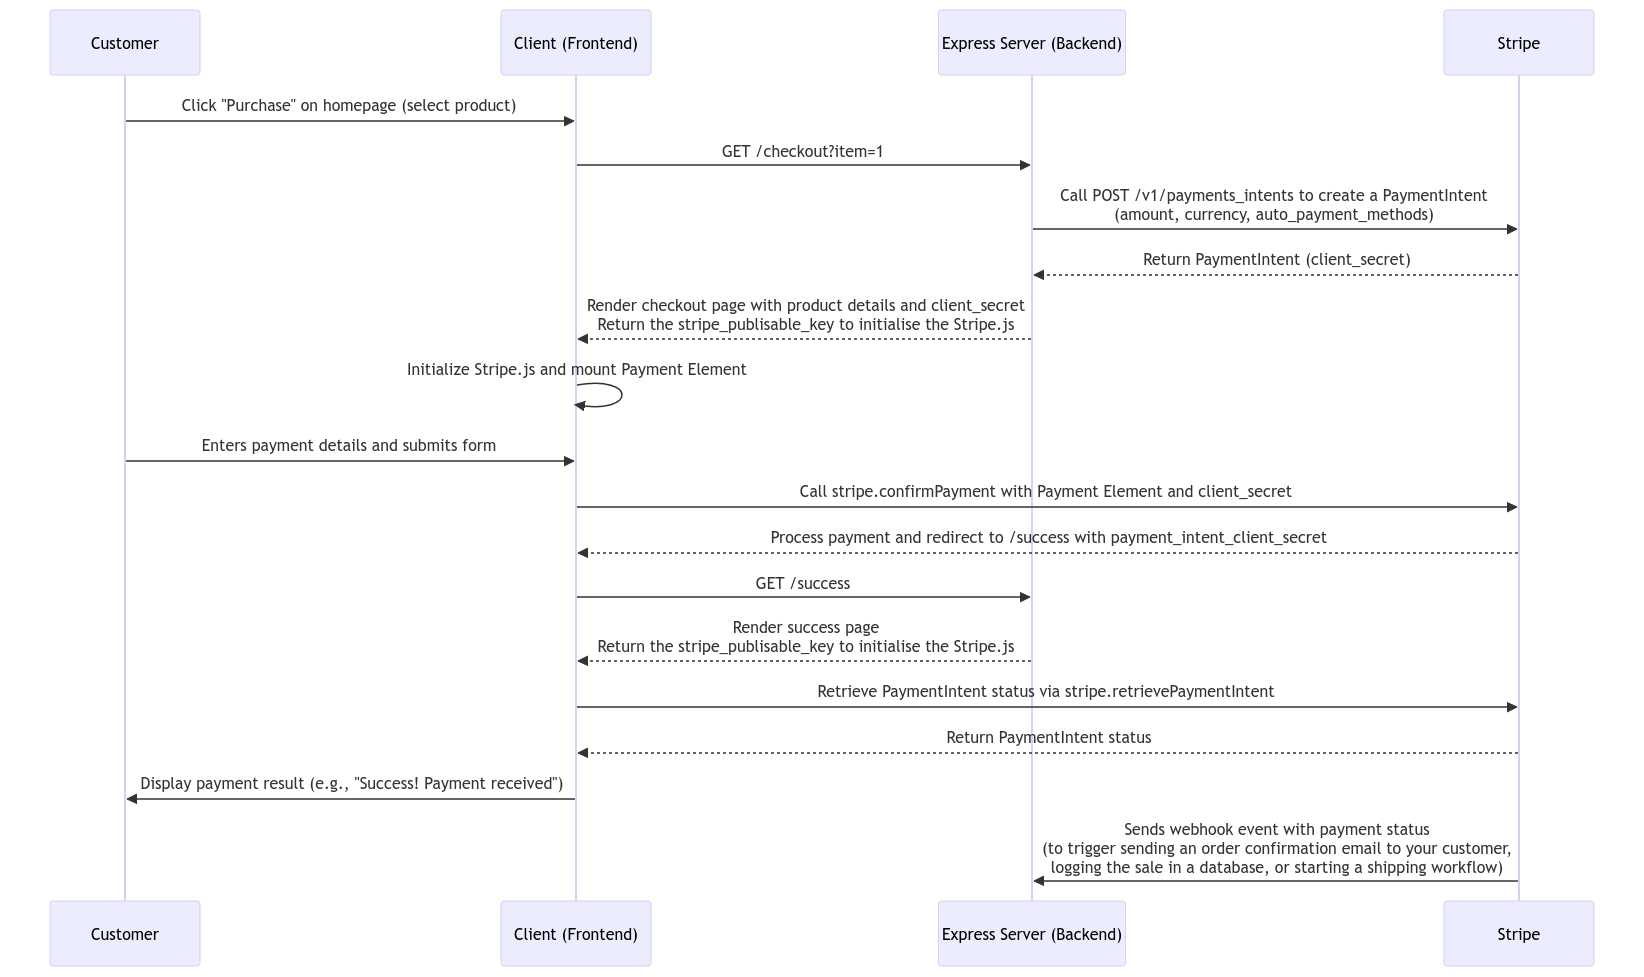 Customer
Client (Frontend)
Express Server (Backend)
Stripe
Click "Purchase" on homepage (select product)
GET /checkout?item=1
Call POST /v1/payments_intents to create a PaymentIntent
(amount, currency, auto_payment_methods)
Return PaymentIntent (client_secret)
Render checkout page with product details and client_secret
Return the stripe_publisable_key to initialise the Stripe.js
Initialize Stripe.js and mount Payment Element
Enters payment details and submits form
Call stripe.confirmPayment with Payment Element and client_secret
Process payment and redirect to /success with payment_intent_client_secret
GET /success
Render success page
Return the stripe_publisable_key to initialise the Stripe.js
Retrieve PaymentIntent status via stripe.retrievePaymentIntent
Return PaymentIntent status
Display payment result (e.g., "Success! Payment received")
Sends webhook event with payment status
(to trigger sending an order confirmation email to your customer,
logging the sale in a database, or starting a shipping workflow)
Customer
Client (Frontend)
Express Server (Backend)
Stripe